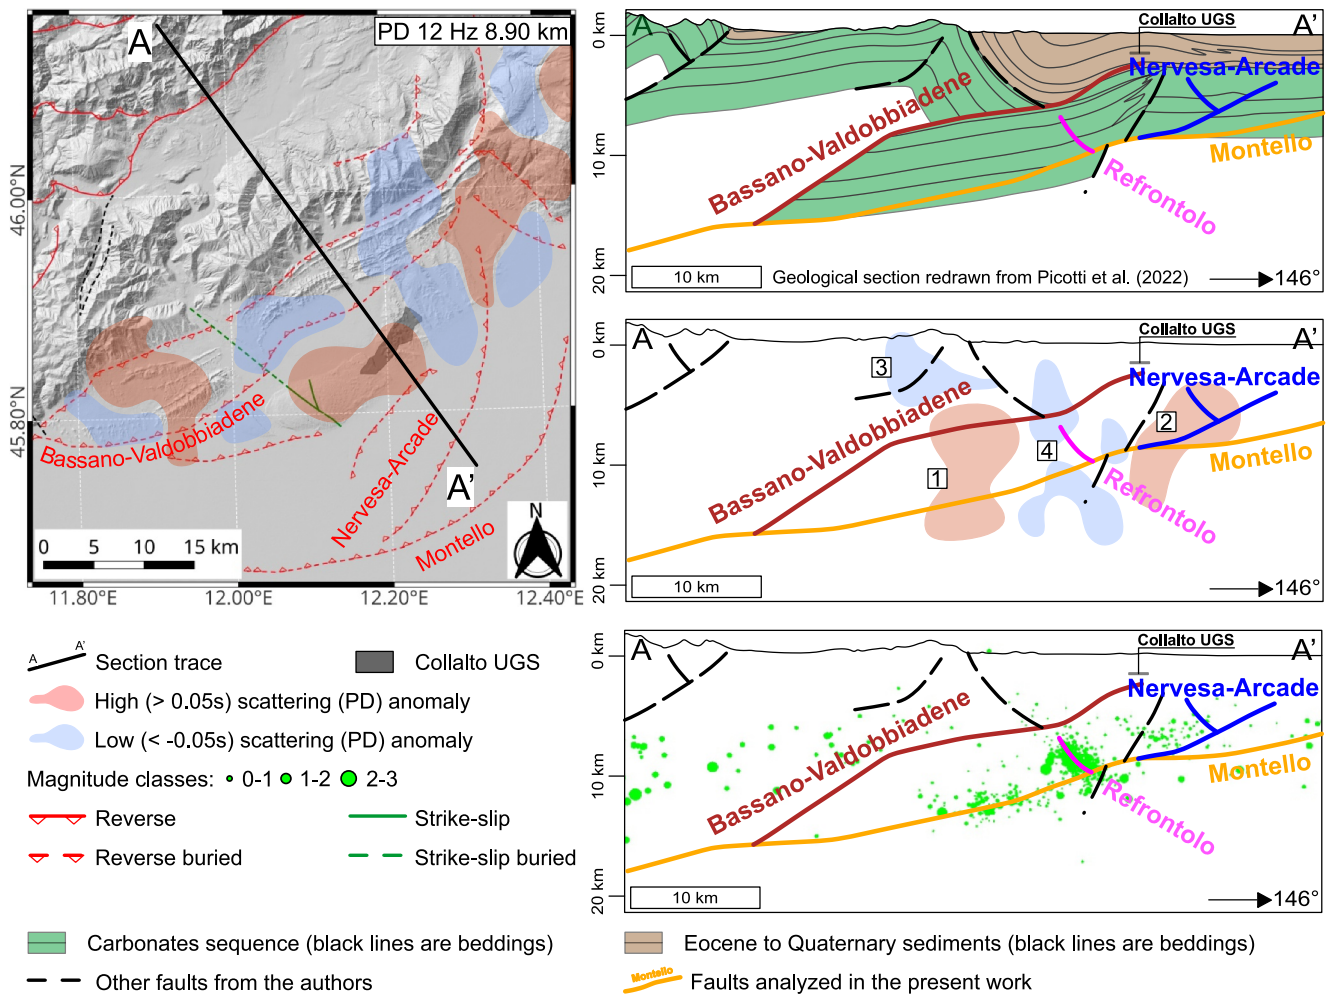 PD 12 Hz 8.90 km
A
46.00°N
45.80°N
Bassano-Valdobbiadene
Nervesa-Arcade
Montello
A'
N
0 5 10 15 km
11.80°E 12.00°E 12.20°E 12.40°E
A A' Section trace
Collalto UGS
High (> 0.05s) scattering (PD) anomaly
Low (< -0.05s) scattering (PD) anomaly
Magnitude classes: 0-1 1-2 2-3
Reverse
Strike-slip
Reverse buried
Strike-slip buried
Carbonates sequence (black lines are beddings)
Other faults from the authors
A
Collalto UGS
A'
0 km
10 km
20 km
Nervesa-Arcade
Bassano-Valdobbiadene
Montello
Refrontolo
10 km
Geological section redrawn from Picotti et al. (2022)
146°
A
Collalto UGS
A'
0 km
10 km
20 km
3
Nervesa-Arcade
2
Bassano-Valdobbiadene
4
1
Montello
Refrontolo
10 km
146°
A
Collalto UGS
A'
0 km
10 km
20 km
Nervesa-Arcade
Bassano-Valdobbiadene
Montello
Refrontolo
10 km
146°
Eocene to Quaternary sediments (black lines are beddings)
Montello
Faults analyzed in the present work